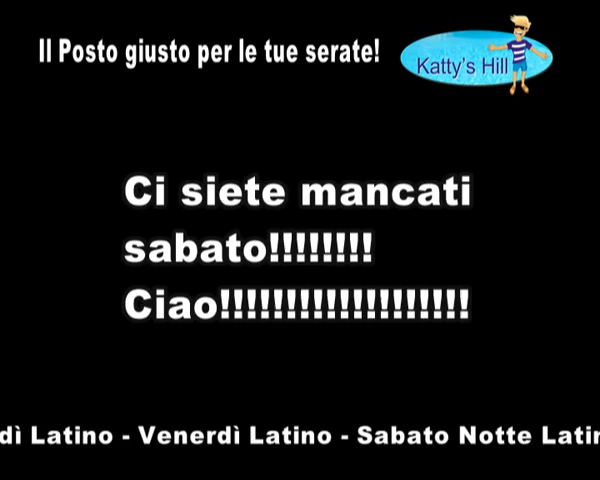 Il Posto giusto per le tue serate!
Katty's Hill
Ci siete mancati
sabato!!!!!!!!
Ciao!!!!!!!!!!!!!!!!!!!
dì Latino - Venerdì Latino - Sabato Notte Latin